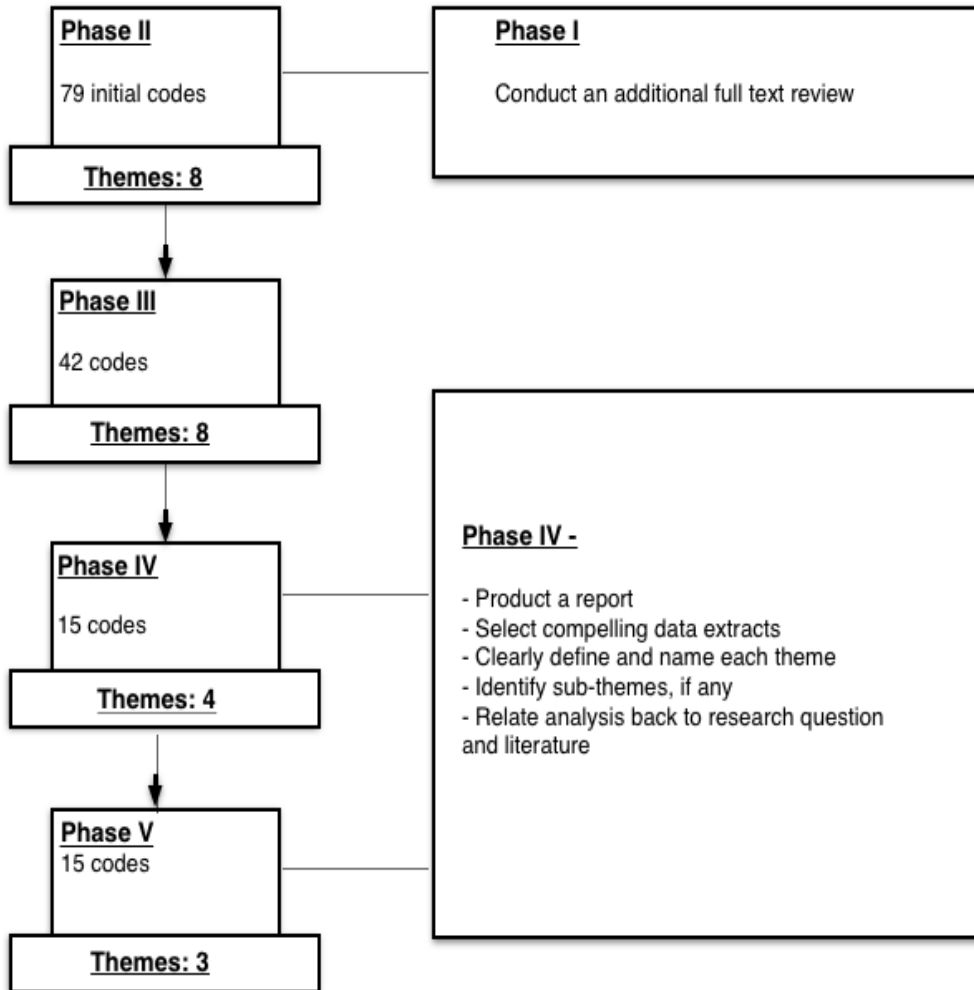 Phase II
79 initial codes
Themes: 8
Phase I
Conduct an additional full text review
Phase III
42 codes
Themes: 8
Phase IV
15 codes
Themes: 4
Phase IV -
- Product a report
- Select compelling data extracts
- Clearly define and name each theme
- Identify sub-themes, if any
- Relate analysis back to research question
and literature
Phase V
15 codes
Themes: 3